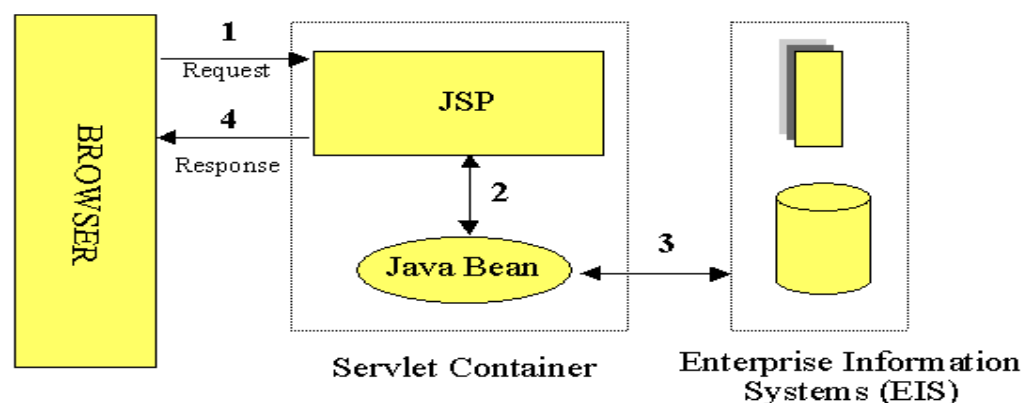 BROWSER
1
Request
4
Response
JSP
2
Java Bean
3
Servlet Container
Enterprise Information
Systems (EIS)